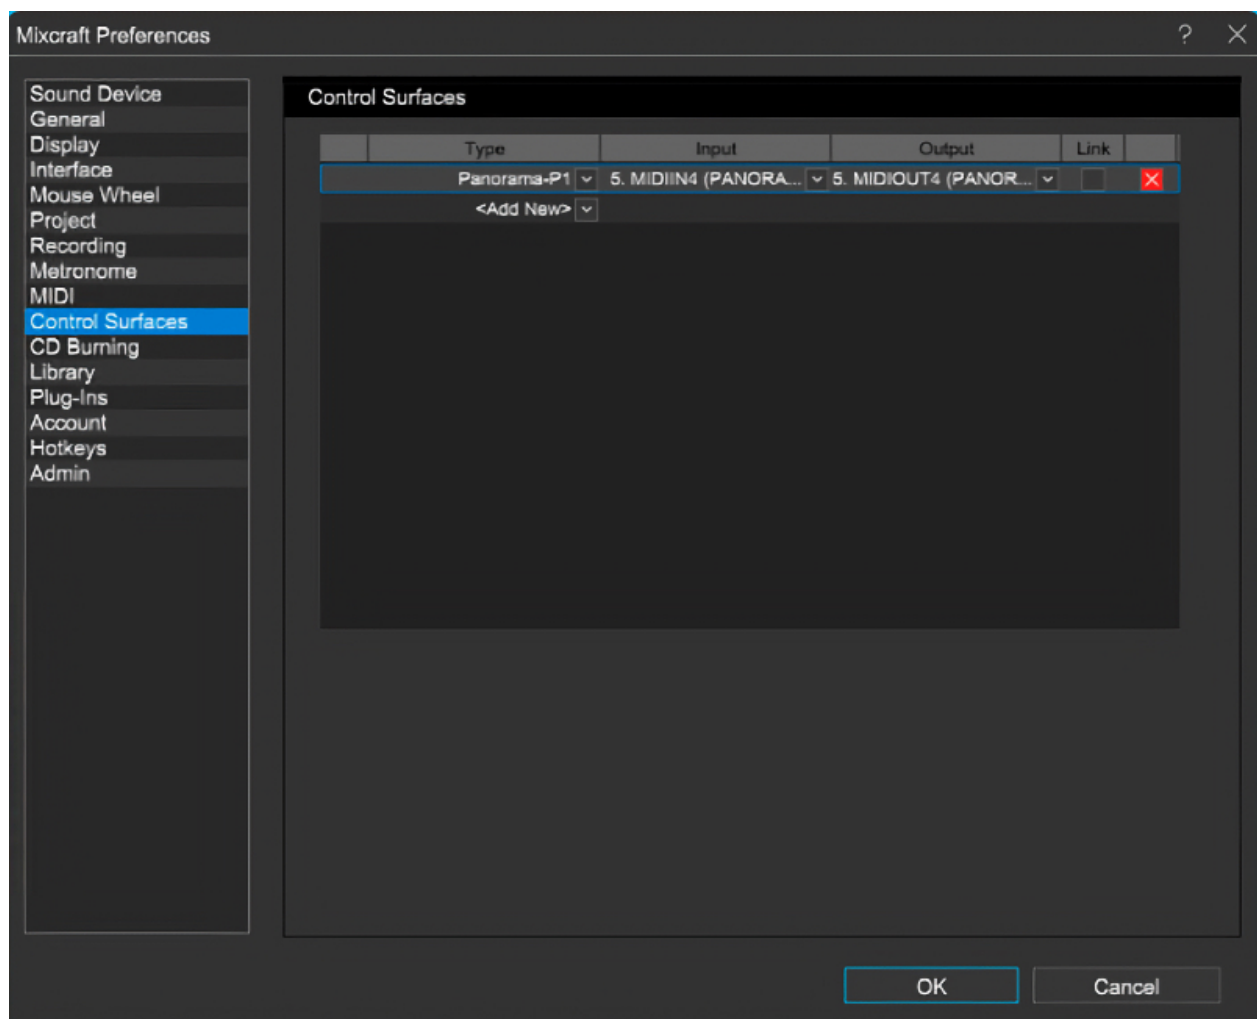 Mixcraft Preferences ?
Sound Device
General
Display
Interface
Mouse Wheel
Project
Recording
Metronome
MIDI
Control Surfaces
CD Burning
Library
Plug-Ins
Account
Hotkeys
Admin
Control Surfaces
Type Input Output Link
Panorama-P1 5. MIDIIN4 (PANORA... 5. MIDIOUT4 (PANOR...
<Add New>
OK Cancel